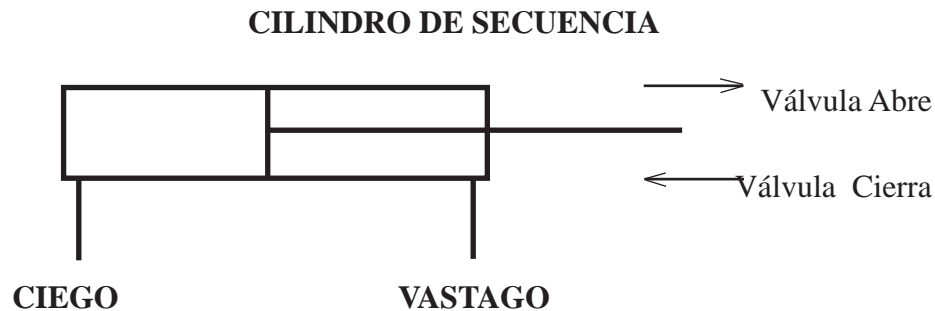 CILINDRO DE SECUENCIA
Válvula Abre
Válvula Cierra
CIEGO VASTAGO